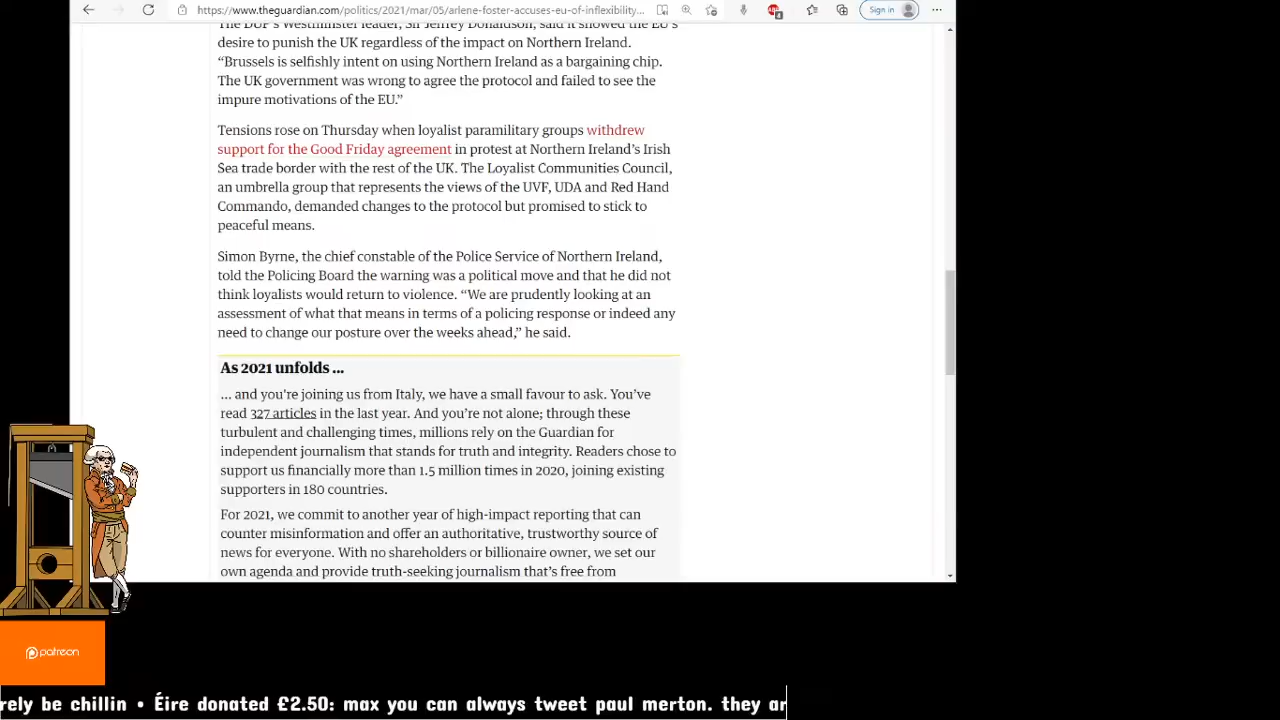 https://www.theguardian.com/politics/2021/mar/05/arlene-foster-accuses-eu-of-inflexibility...
Sign in
The DUP's Westminster leader, Sir Jeffrey Donaldson, said it showed the EU's
desire to punish the UK regardless of the impact on Northern Ireland.
“Brussels is selfishly intent on using Northern Ireland as a bargaining chip.
The UK government was wrong to agree the protocol and failed to see the
impure motivations of the EU.”
Tensions rose on Thursday when loyalist paramilitary groups withdrew
support for the Good Friday agreement in protest at Northern Ireland’s Irish
Sea trade border with the rest of the UK. The Loyalist Communities Council,
an umbrella group that represents the views of the UVF, UDA and Red Hand
Commando, demanded changes to the protocol but promised to stick to
peaceful means.
Simon Byrne, the chief constable of the Police Service of Northern Ireland,
told the Policing Board the warning was a political move and that he did not
think loyalists would return to violence. “We are prudently looking at an
assessment of what that means in terms of a policing response or indeed any
need to change our posture over the weeks ahead,” he said.
As 2021 unfolds ...
... and you’re joining us from Italy, we have a small favour to ask. You’ve
read 327 articles in the last year. And you’re not alone; through these
turbulent and challenging times, millions rely on the Guardian for
independent journalism that stands for truth and integrity. Readers chose to
support us financially more than 1.5 million times in 2020, joining existing
supporters in 180 countries.
For 2021, we commit to another year of high-impact reporting that can
counter misinformation and offer an authoritative, trustworthy source of
news for everyone. With no shareholders or billionaire owner, we set our
own agenda and provide truth-seeking journalism that’s free from
patreon
rely be chillin • Éire donated £2.50: max you can always tweet paul merton. they ar